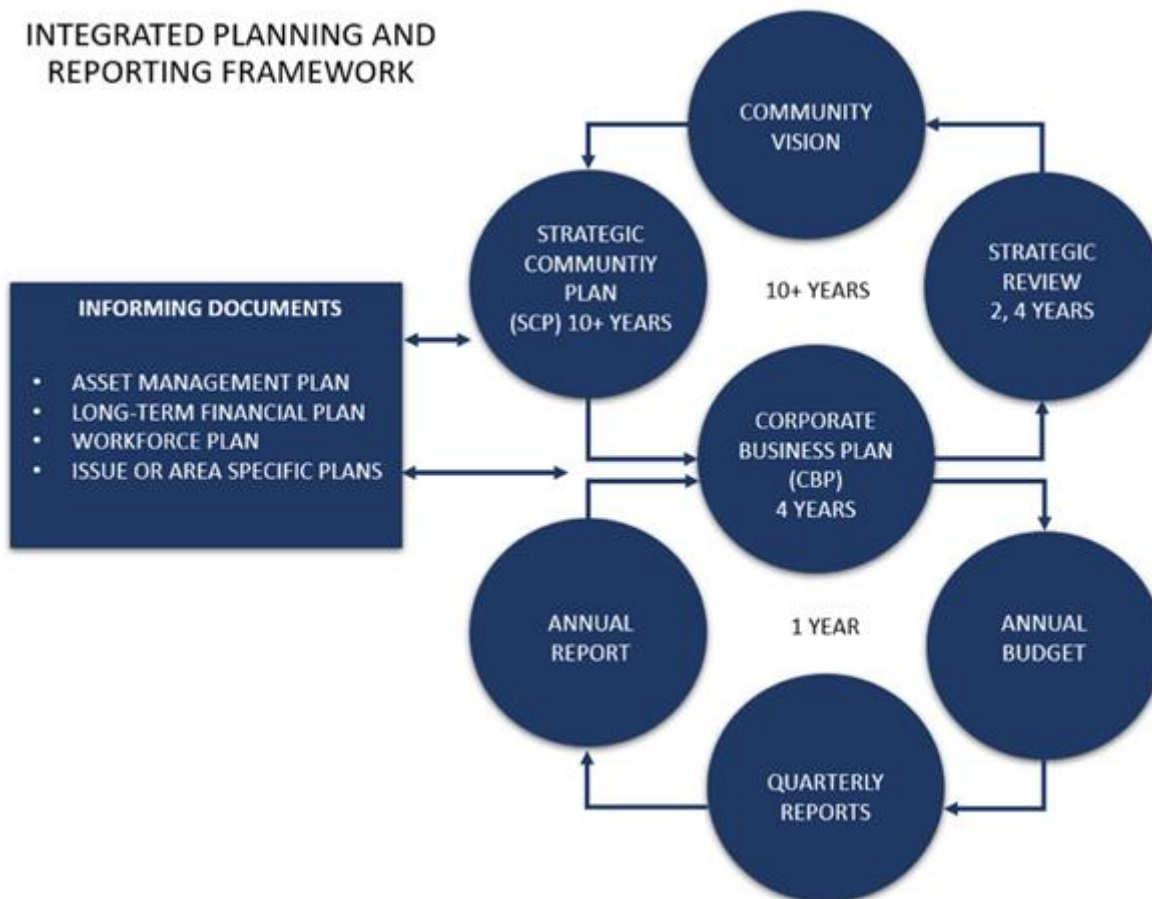 INTEGRATED PLANNING AND
REPORTING FRAMEWORK
COMMUNITY
VISION
STRATEGIC
COMMUNTIY
PLAN
(SCP) 10+ YEARS
10+ YEARS
STRATEGIC
REVIEW
2, 4 YEARS
INFORMING DOCUMENTS
• ASSET MANAGEMENT PLAN
• LONG-TERM FINANCIAL PLAN
• WORKFORCE PLAN
• ISSUE OR AREA SPECIFIC PLANS
CORPORATE
BUSINESS PLAN
(CBP)
4 YEARS
ANNUAL
REPORT
1 YEAR
ANNUAL
BUDGET
QUARTERLY
REPORTS